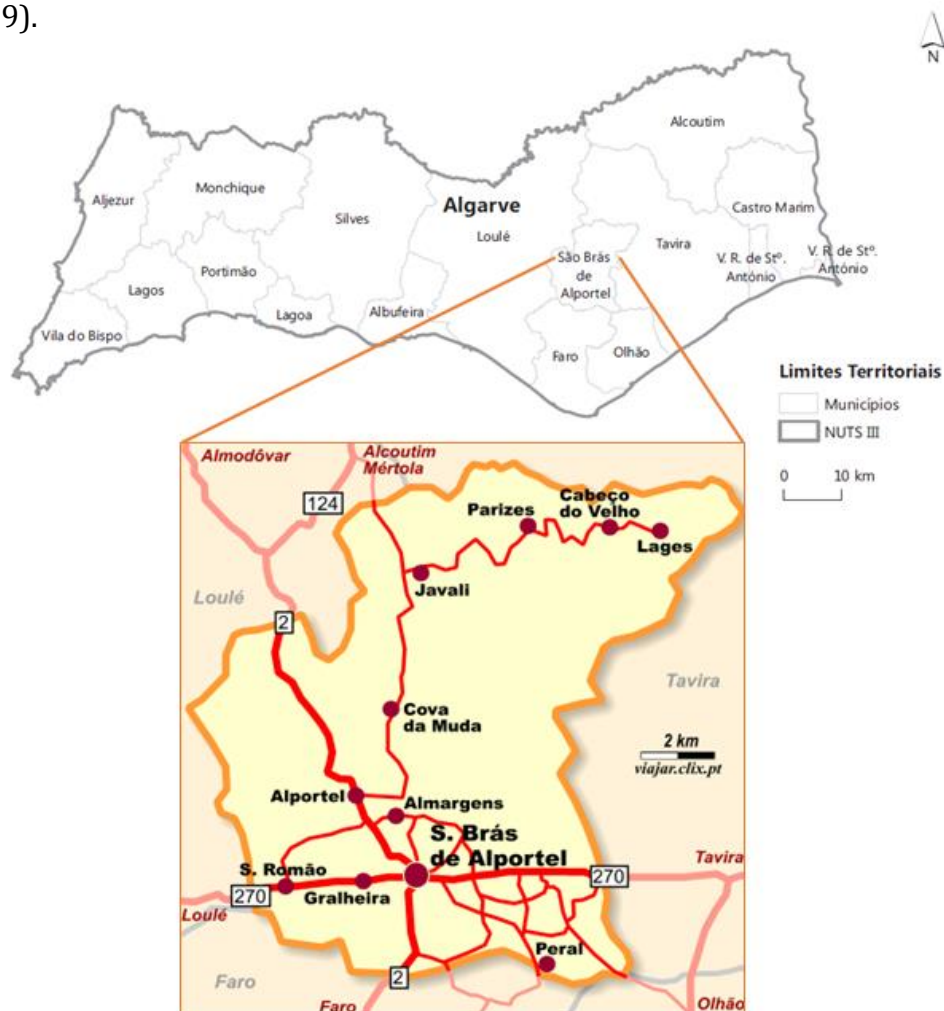 9).
N
Alcoutim
Aljezur
Monchique
Castro Marim
Silves
Algarve
Loulé
Tavira
São Brás
de
Alportel
V. R. de Stº.
António
V. R. de Stº.
António
Portimão
Lagos
Lagoa
Albufeira
Vila do Bispo
Faro
Olhão
Limites Territoriais
Municípios
NUTS III
0 10 km
Almodôvar
Alcoutim
Mértola
124
Parizes
Cabeço
do Velho
Lages
Javali
Loulé
2
Tavira
Cova
da Muda
2 km
viajar.clix.pt
Alportel
Almargens
S. Brás
de Alportel
Tavira
S. Romão
270
270
Gralheira
Loulé
Peral
Faro
2
Faro
Olhão